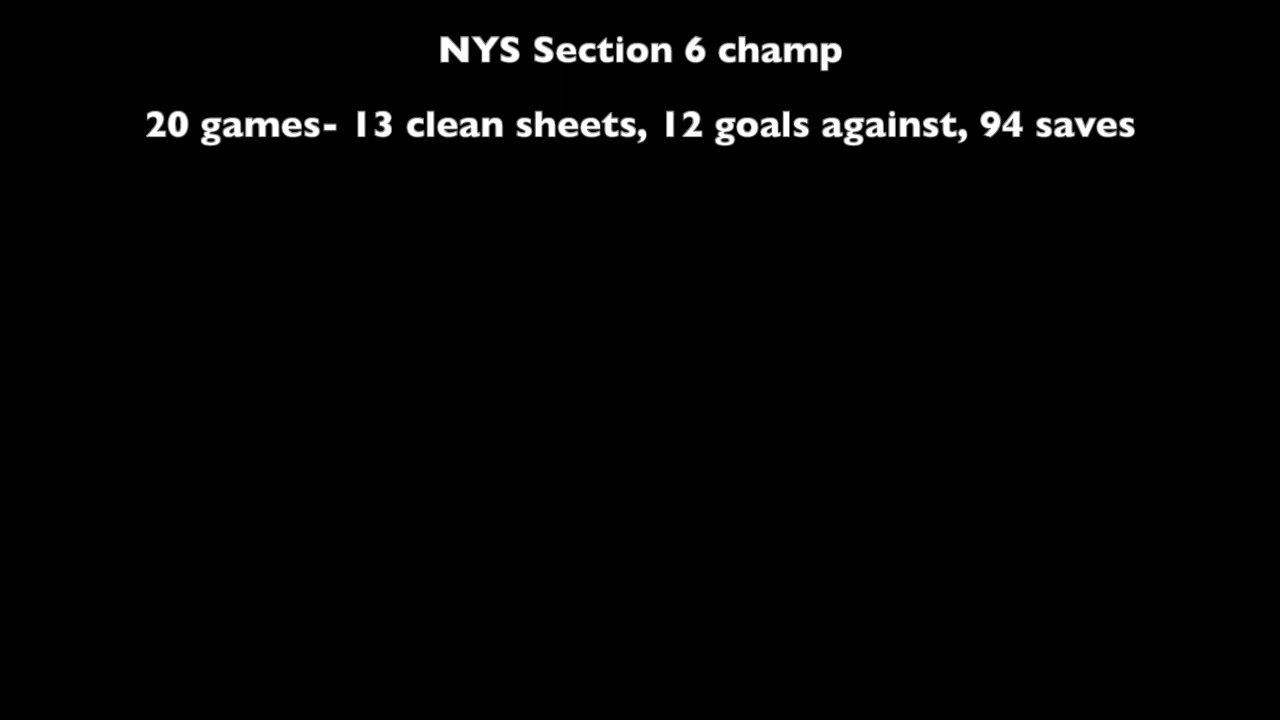 NYS Section 6 champ
20 games- 13 clean sheets, 12 goals against, 94 saves